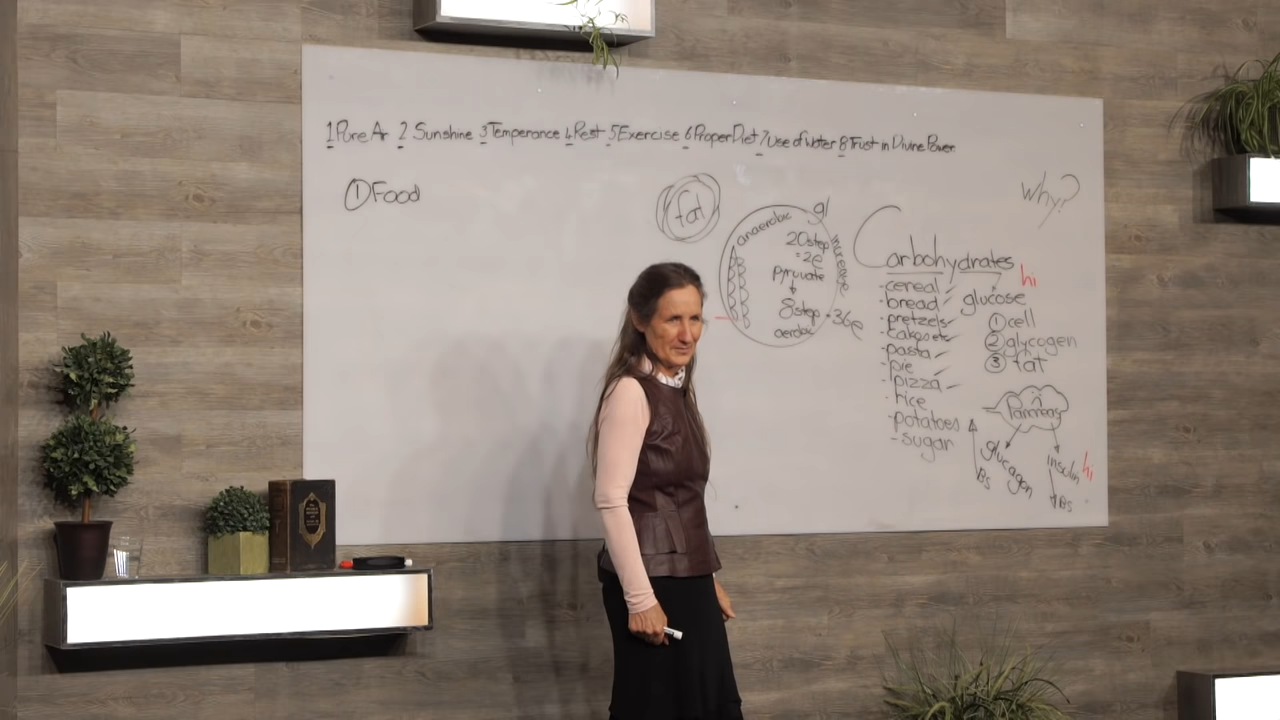 1 Pure Air 2 Sunshine 3 Temperance 4 Rest 5 Exercise 6 Proper Diet 7 Use of Water 8 Trust in Divine Power
① Food
fat
Why?
gl
anaerobic
20 step
= 2e
pyruvate
8 step = 36e
aerobic
increase
Carbohydrates
- cereal
- bread
- pretzels
- cakes etc
- pasta
- pie
- pizza
- rice
- potatoes
- sugar
hi
glucose
① cell
② glycogen
③ fat
Pancreas
glucagon
BS
insulin hi
BS